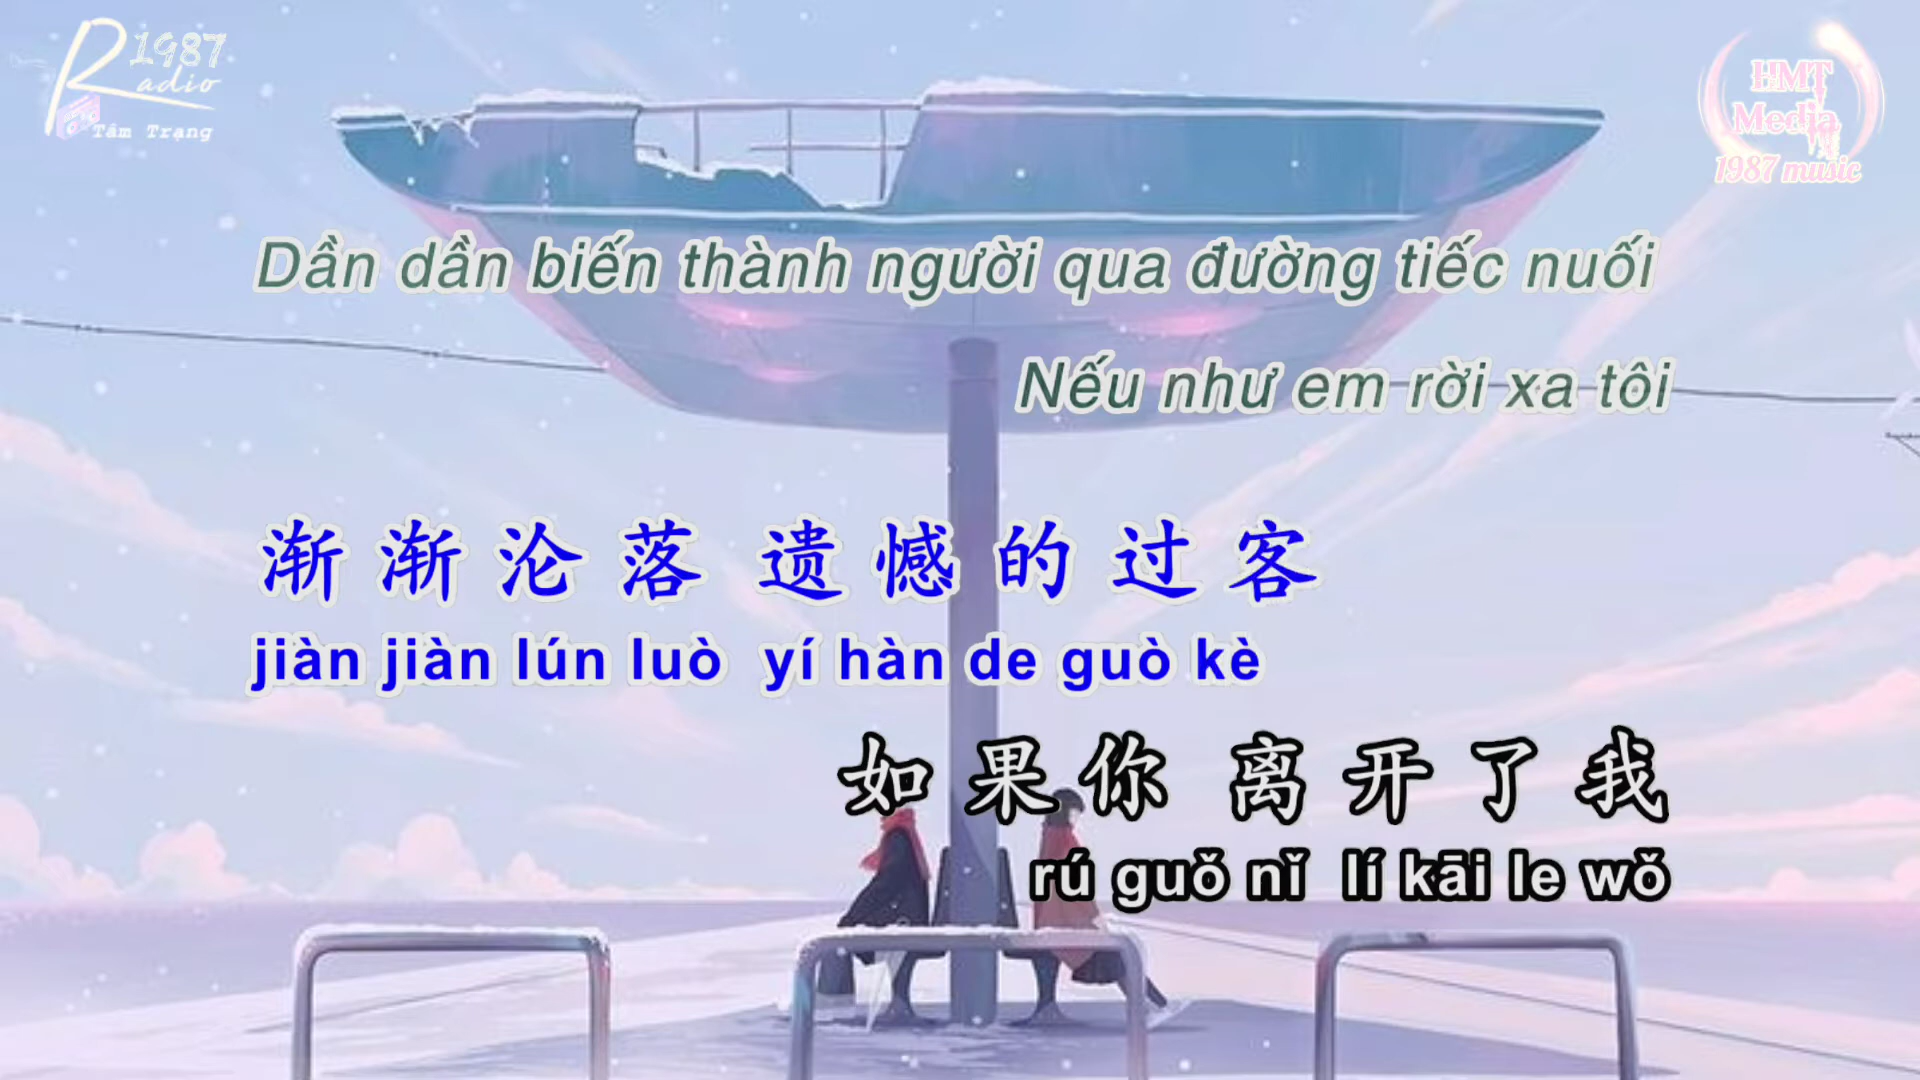 1987
Radio
Tâm Trạng
HMT
Media
1987 music
Dần dần biến thành người qua đường tiếc nuối
Nếu như em rời xa tôi
渐 渐 沦 落 遗 憾 的 过 客
jiàn jiàn lún luò yí hàn de guò kè
如 果 你 离 开 了 我
rú guǒ nǐ lí kāi le wǒ